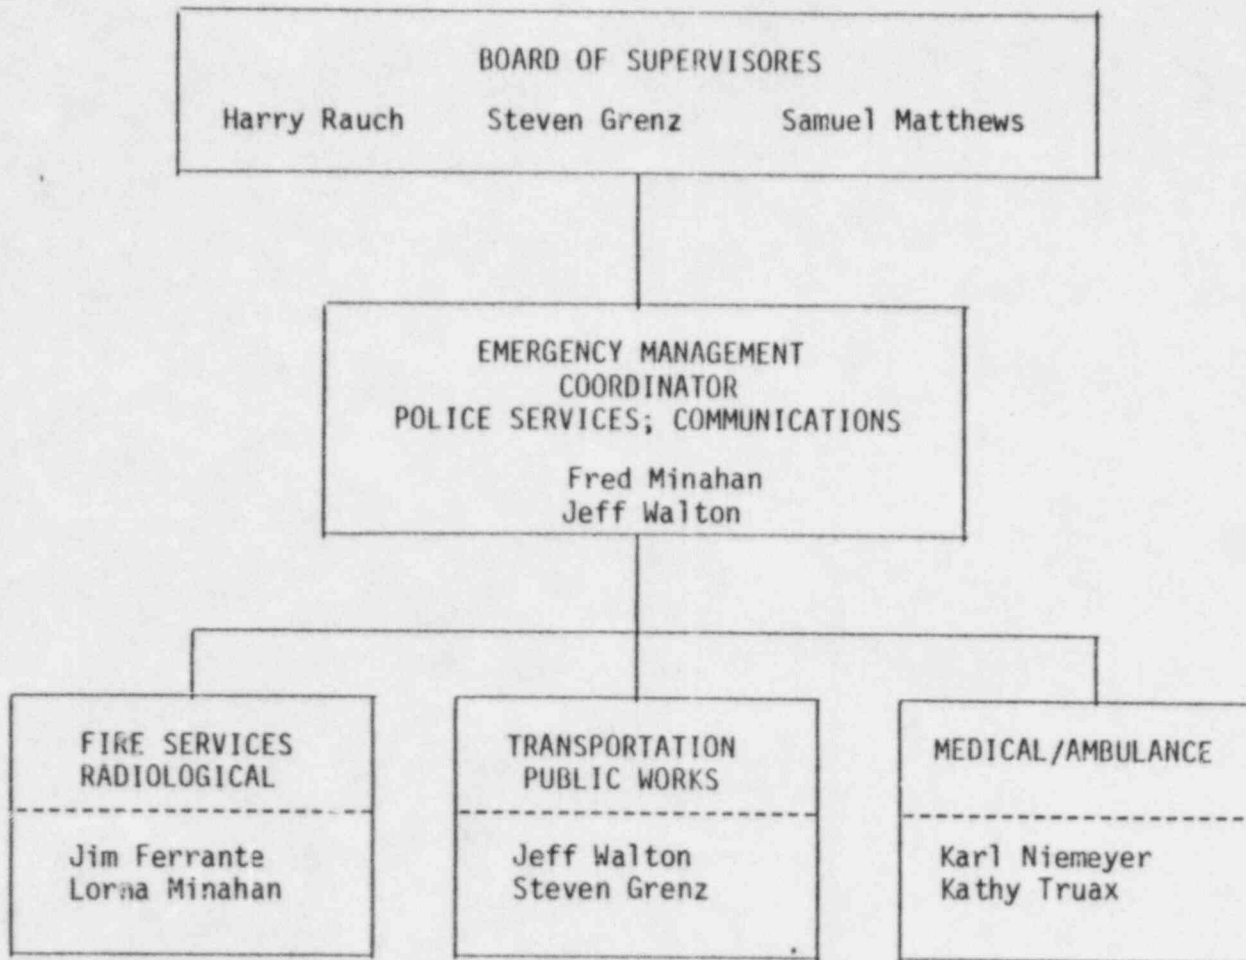 BOARD OF SUPERVISORES
Harry Rauch Steven Grenz Samuel Matthews
EMERGENCY MANAGEMENT
COORDINATOR
POLICE SERVICES; COMMUNICATIONS
Fred Minahan
Jeff Walton
FIRE SERVICES
RADIOLOGICAL
Jim Ferrante
Lorna Minahan
TRANSPORTATION
PUBLIC WORKS
Jeff Walton
Steven Grenz
MEDICAL/AMBULANCE
Karl Niemeyer
Kathy Truax